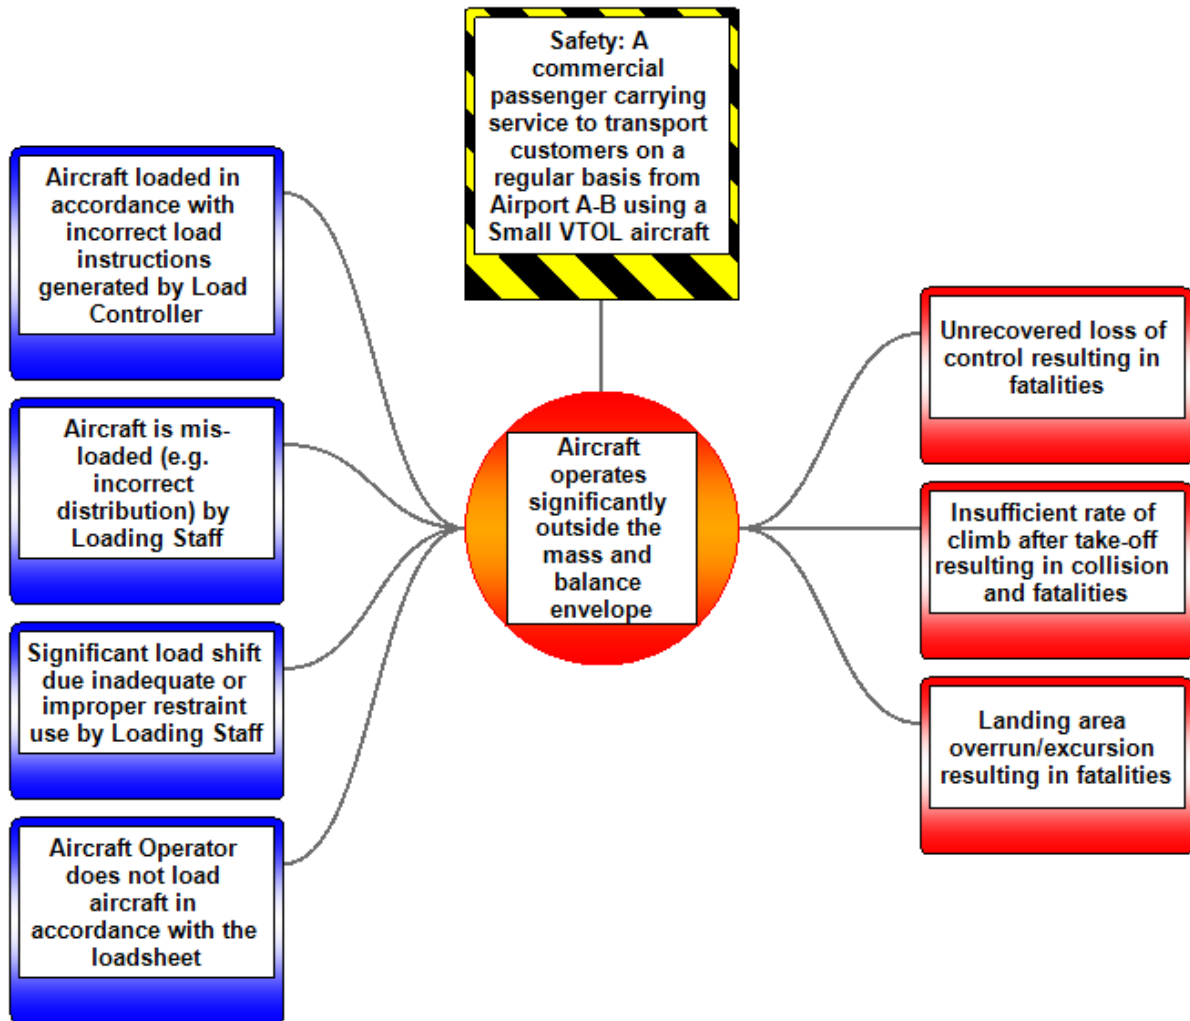 Safety: A
commercial
passenger carrying
service to transport
customers on a
regular basis from
Airport A-B using a
Small VTOL aircraft
Aircraft loaded in
accordance with
incorrect load
instructions
generated by Load
Controller
Aircraft is mis-
loaded (e.g.
incorrect
distribution) by
Loading Staff
Significant load shift
due inadequate or
improper restraint
use by Loading Staff
Aircraft Operator
does not load
aircraft in
accordance with the
loadsheet
Aircraft
operates
significantly
outside the
mass and
balance
envelope
Unrecovered loss of
control resulting in
fatalities
Insufficient rate of
climb after take-off
resulting in collision
and fatalities
Landing area
overrun/excursion
resulting in fatalities